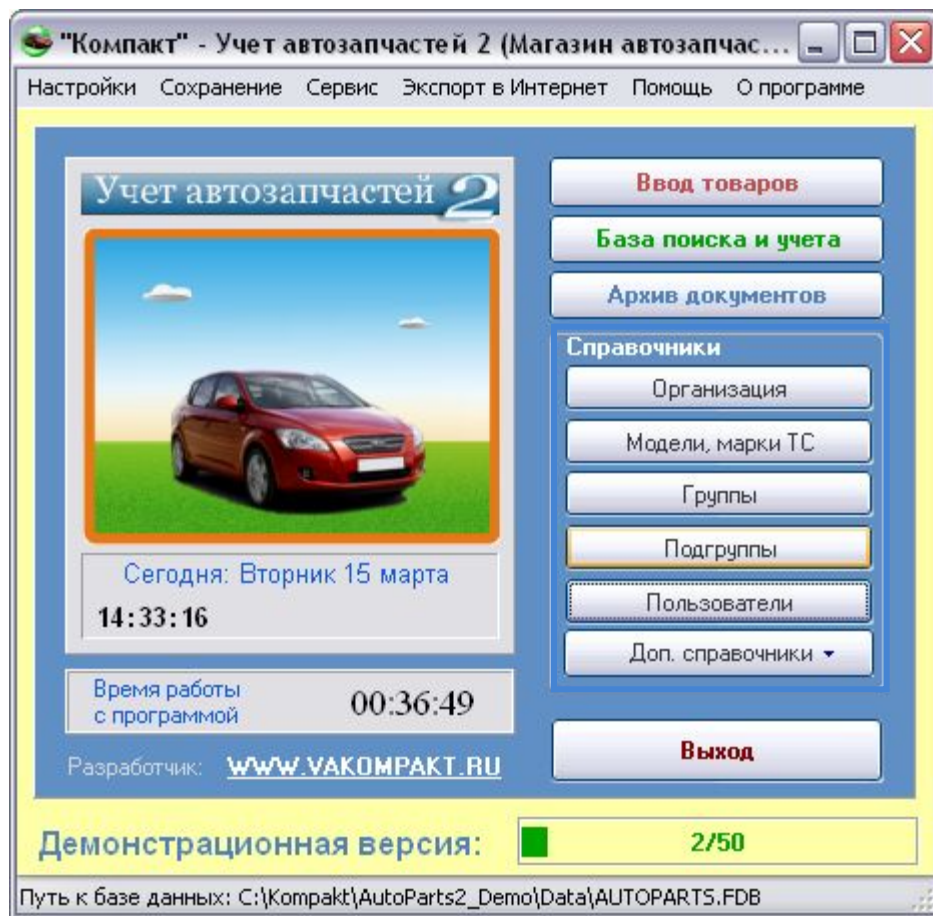 "Компакт" - Учет автозапчастей 2 (Магазин автозапчас...
Настройки Сохранение Сервис Экспорт в Интернет Помощь О программе
Учет автозапчастей 2
Ввод товаров
База поиска и учета
Архив документов
Справочники
Организация
Модели, марки ТС
Группы
Подгруппы
Пользователи
Доп. справочники
Сегодня: Вторник 15 марта
14:33:16
Время работы
с программой
00:36:49
Разработчик: WWW.VAKOMPAKT.RU
Выход
Демонстрационная версия: 2/50
Путь к базе данных: C:\Kompakt\AutoParts2_Demo\Data\AUTOPARTS.FDB